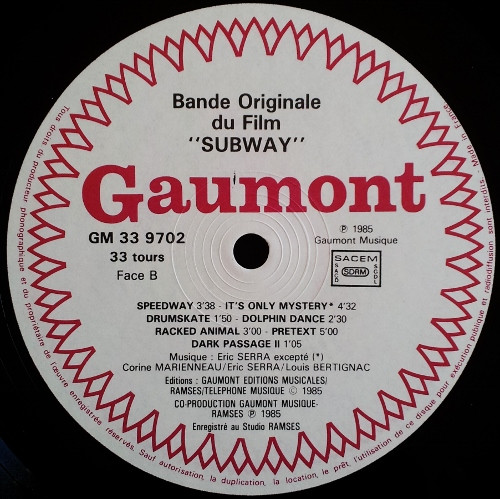 Bande Originale
du Film
"SUBWAY"
Gaumont
GM 33 9702
33 tours
Face B
℗ 1985
Gaumont Musique
SACEM
SACD SDRM SCDL
SPEEDWAY 3'38 - IT'S ONLY MYSTERY* 4'32
DRUMSKATE 1'50 - DOLPHIN DANCE 2'30
RACKED ANIMAL 3'00 - PRETEXT 5'00
DARK PASSAGE II 1'05
Musique : Eric SERRA excepté (*)
Corine MARIENNEAU/Eric SERRA/Louis BERTIGNAC
Editions : GAUMONT EDITIONS MUSICALES/
RAMSES/TELEPHONE MUSIQUE © 1985
CO-PRODUCTION GAUMONT MUSIQUE-
RAMSES ℗ 1985
Enregistré au Studio RAMSES
Tous droits du producteur phonographique et du propriétaire de l'œuvre enregistrée réservés. Sauf autorisation, la duplication, la location, le prêt, l'utilisation de ce disque pour exécution publique et radiodiffusion sont interdits. Made in France